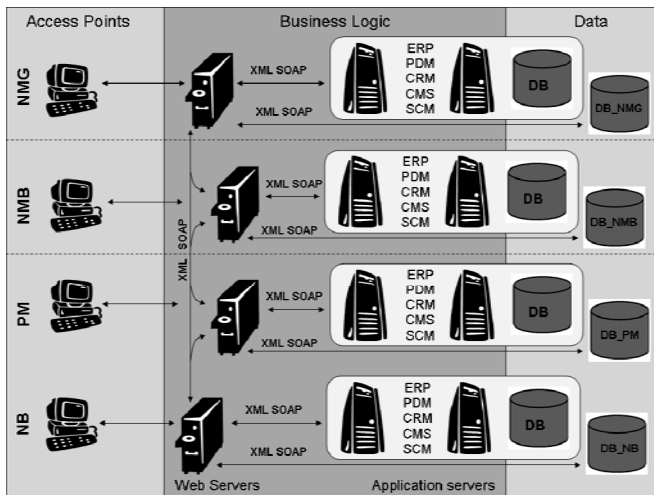 Access Points
Business Logic
Data
NMG
XML SOAP
ERP
PDM
CRM
CMS
SCM
DB
XML SOAP
DB_NMG
NMB
XML SOAP
XML SOAP
ERP
PDM
CRM
CMS
SCM
DB
XML SOAP
DB_NMB
PM
XML SOAP
ERP
PDM
CRM
CMS
SCM
DB
XML SOAP
DB_PM
NB
XML SOAP
ERP
PDM
CRM
CMS
SCM
DB
XML SOAP
DB_NB
Web Servers
Application servers